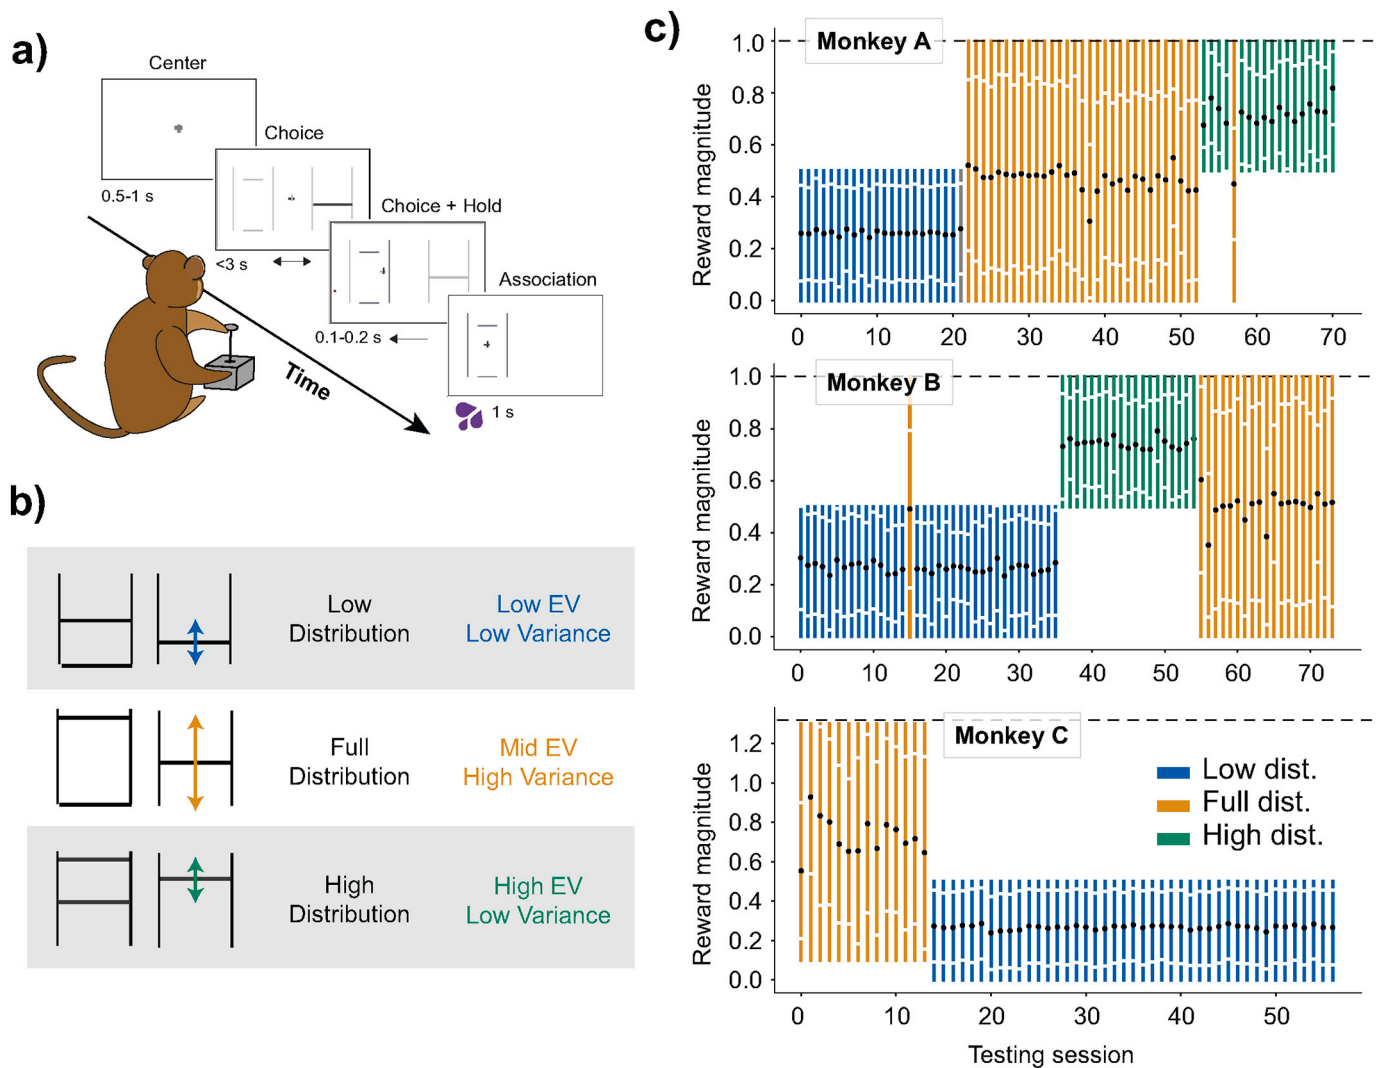 a)
Center
0.5-1 s
Choice
<3 s
Choice + Hold
0.1-0.2 s
Association
1 s
Time
b)
Low
Distribution
Low EV
Low Variance
Full
Distribution
Mid EV
High Variance
High
Distribution
High EV
Low Variance
c)
Monkey A
Reward magnitude
1.0
0.8
0.6
0.4
0.2
0.0
0 10 20 30 40 50 60 70
Monkey B
Reward magnitude
1.0
0.8
0.6
0.4
0.2
0.0
0 10 20 30 40 50 60 70
Monkey C
Reward magnitude
1.2
1.0
0.8
0.6
0.4
0.2
0.0
Low dist.
Full dist.
High dist.
0 10 20 30 40 50
Testing session